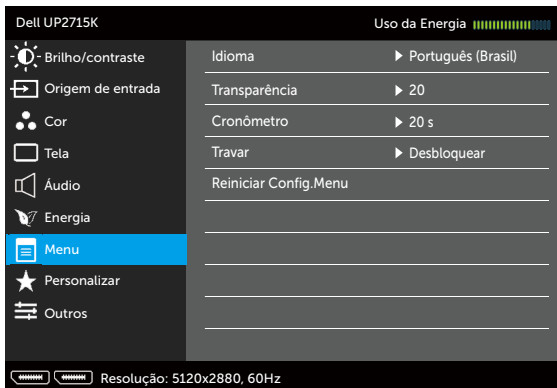 Dell UP2715K Uso da Energia
Brilho/contraste Idioma Português (Brasil)
Origem de entrada Transparência 20
Cor Cronômetro 20 s
Tela Travar Desbloquear
Áudio Reiniciar Config.Menu
Energia
Menu
Personalizar
Outros
Resolução: 5120x2880, 60Hz